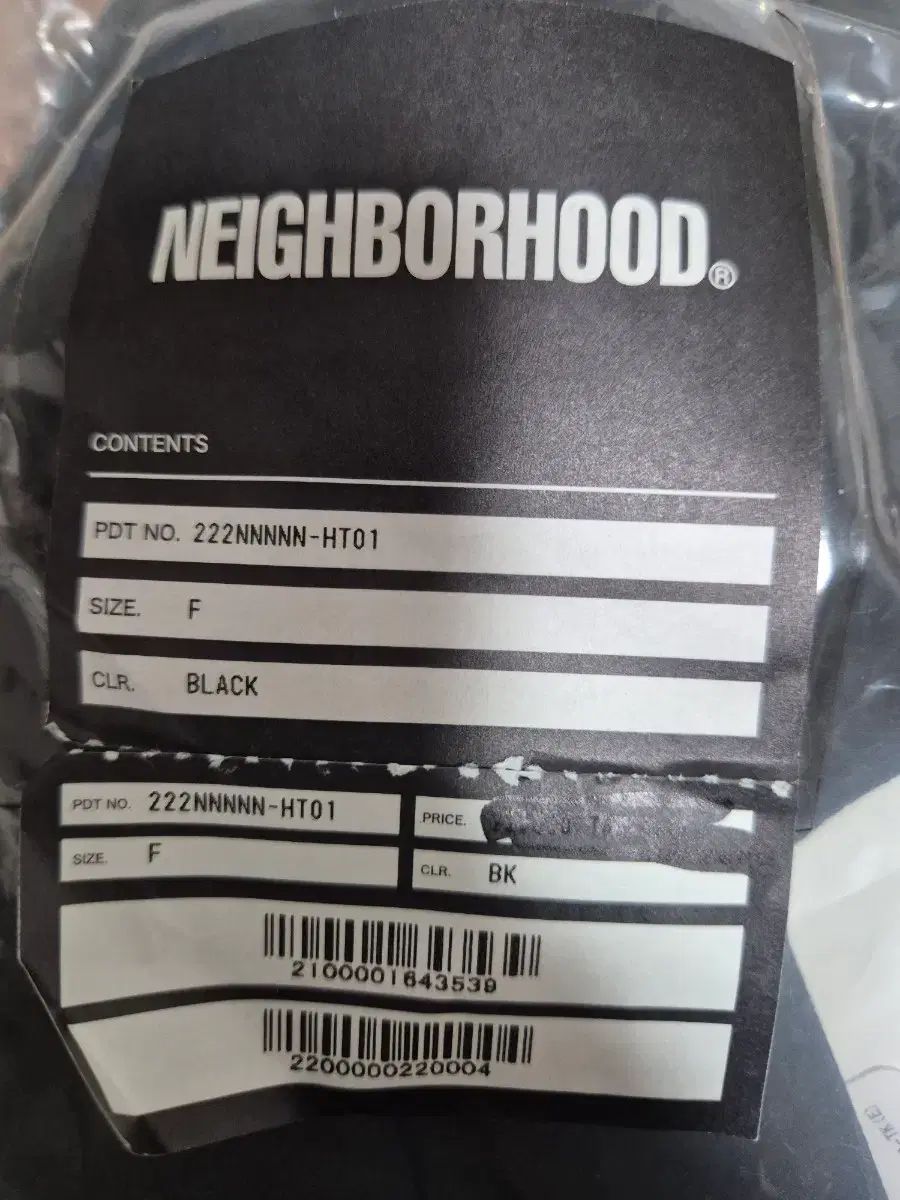 NEIGHBORHOOD®
CONTENTS
PDT NO. 222NNNNN-HT01
SIZE. F
CLR. BLACK
PDT NO. 222NNNNN-HT01
PRICE.
SIZE. F
CLR. BK
2100001643539
2200000220004